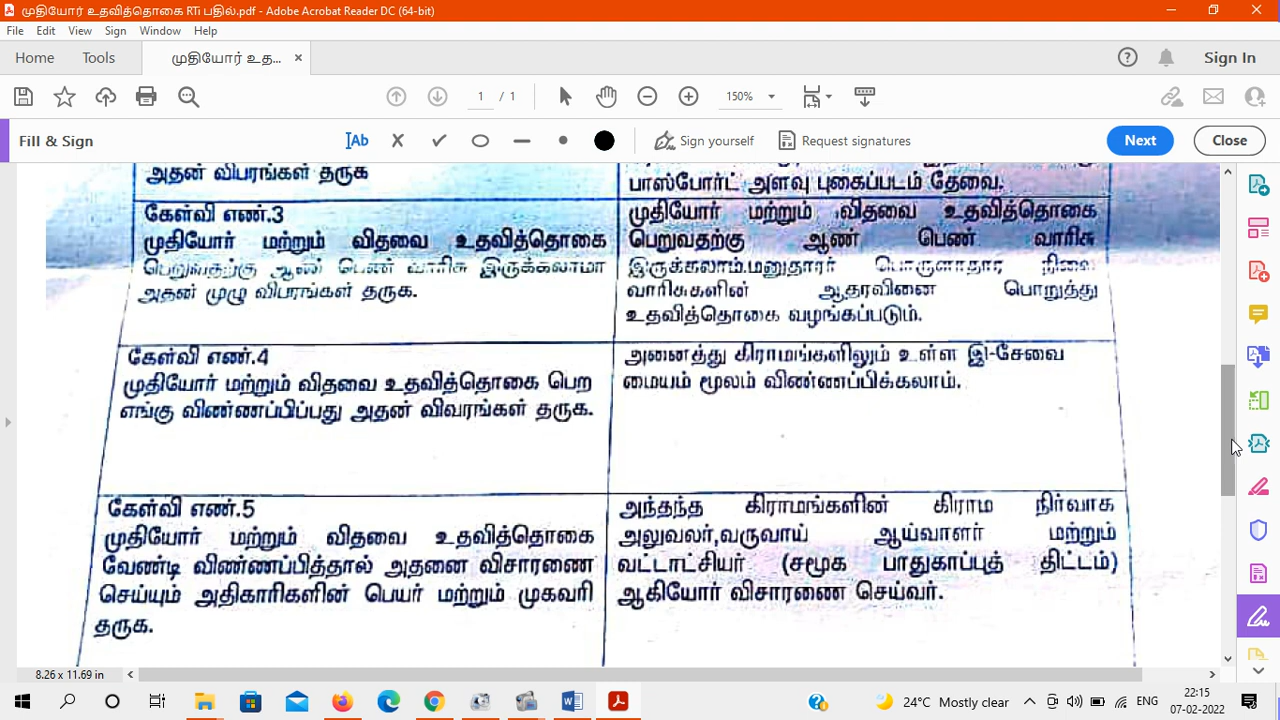 முதியோர் உதவித்தொகை RTi பதில்.pdf - Adobe Acrobat Reader DC (64-bit)
File Edit View Sign Window Help
Home Tools முதியோர் உத... × Sign In
1 / 1 150%
Fill & Sign Sign yourself Request signatures Next Close
அதன் விபரங்கள் தருக
பாஸ்போர்ட் அளவு புகைப்படம் தேவை.
கேள்வி எண்.3
முதியோர் மற்றும் விதவை உதவித்தொகை
பெறுவதற்கு ஆண் பெண் வாரிசு இருக்கலாமா
அதன் முழு விபரங்கள் தருக.
முதியோர் மற்றும் விதவை உதவித்தொகை
பெறுவதற்கு ஆண் பெண் வாரிசு
இருக்கலாம்.மனுதாரர் பொருளாதார நிலை
வாரிசுகளின் ஆதரவினை பொறுத்து
உதவித்தொகை வழங்கப்படும்.
கேள்வி எண்.4
முதியோர் மற்றும் விதவை உதவித்தொகை பெற
எங்கு விண்ணப்பிப்பது அதன் விவரங்கள் தருக.
அனைத்து கிராமங்களிலும் உள்ள இ-சேவை
மையம் மூலம் விண்ணப்பிக்கலாம்.
கேள்வி எண்.5
முதியோர் மற்றும் விதவை உதவித்தொகை
வேண்டி விண்ணப்பித்தால் அதனை விசாரணை
செய்யும் அதிகாரிகளின் பெயர் மற்றும் முகவரி
தருக.
அந்தந்த கிராமங்களின் கிராம நிர்வாக
அலுவலர்,வருவாய் ஆய்வாளர் மற்றும்
வட்டாட்சியர் (சமூக பாதுகாப்புத் திட்டம்)
ஆகியோர் விசாரணை செய்வர்.
8.26 x 11.69 in
24°C Mostly clear ENG 22:15
07-02-2022